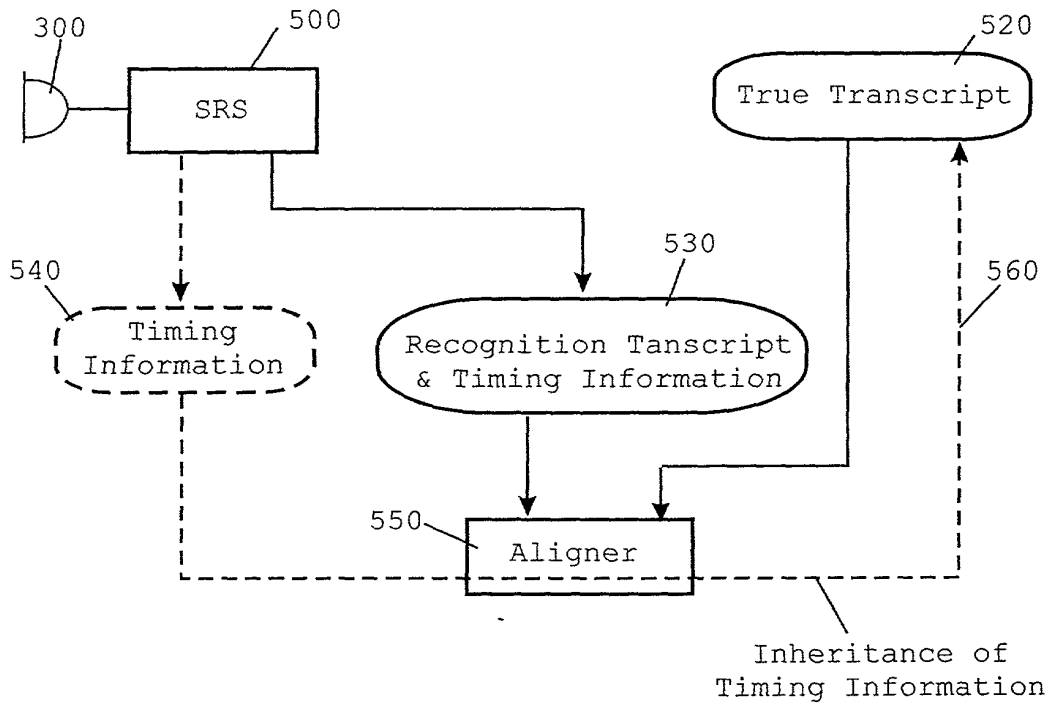 300
500
SRS
520
True Transcript
540
Timing
Information
530
Recognition Tanscript
& Timing Information
560
550
Aligner
Inheritance of
Timing Information